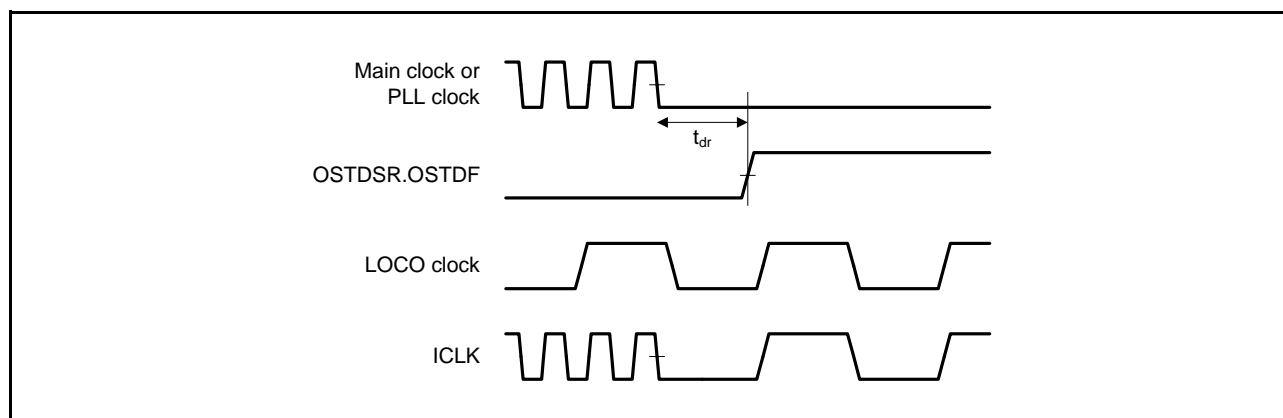 Main clock or
PLL clock
tdr
OSTDSR.OSTDF
LOCO clock
ICLK